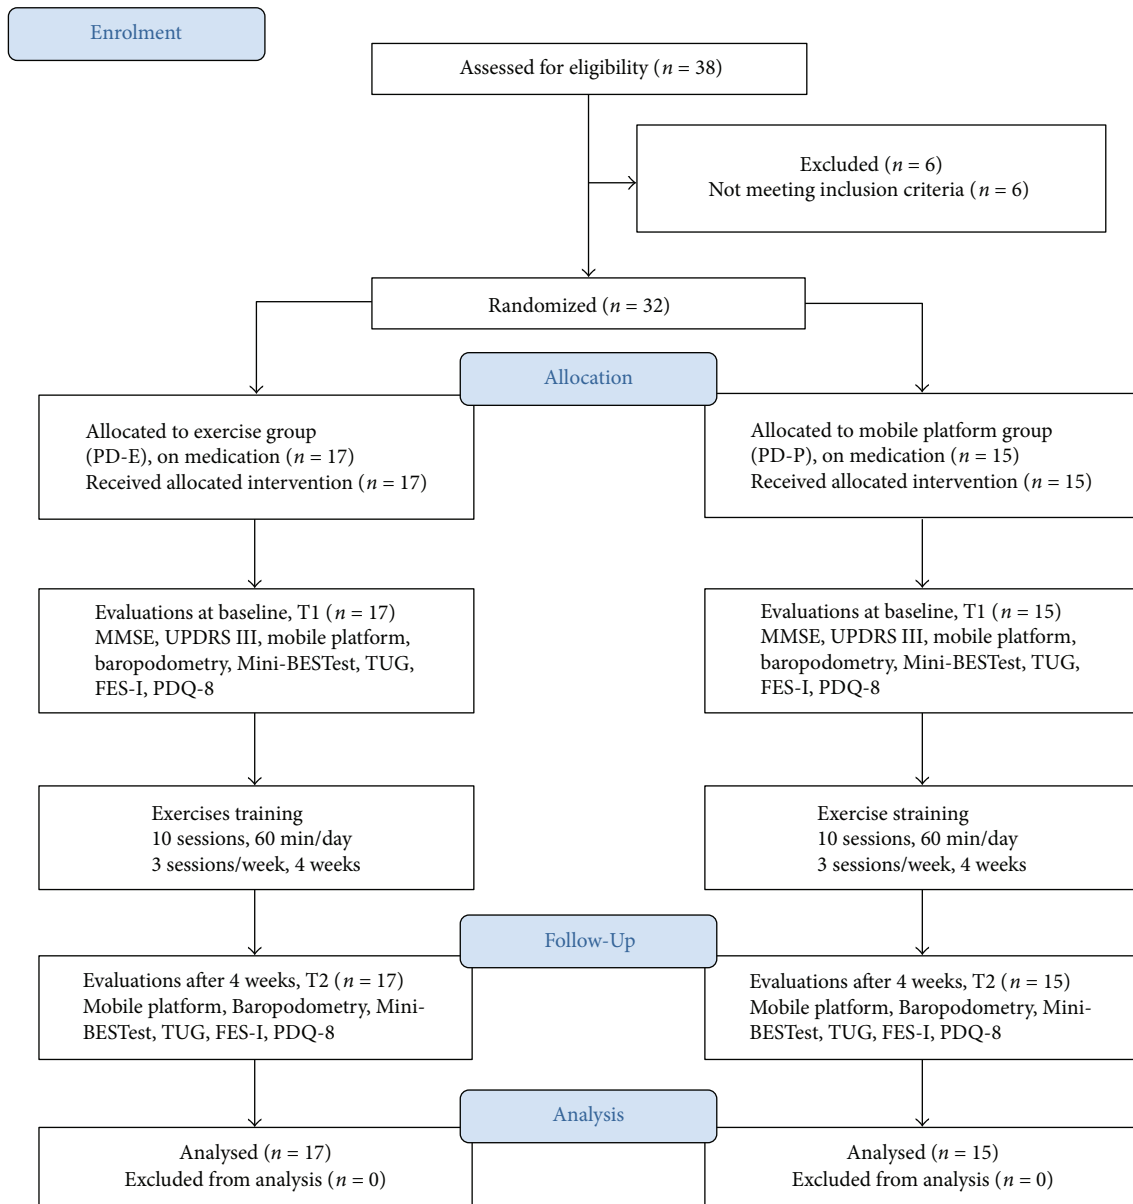 Enrolment
Assessed for eligibility (n = 38)
Excluded (n = 6)
Not meeting inclusion criteria (n = 6)
Randomized (n = 32)
Allocation
Allocated to exercise group
(PD-E), on medication (n = 17)
Received allocated intervention (n = 17)
Allocated to mobile platform group
(PD-P), on medication (n = 15)
Received allocated intervention (n = 15)
Evaluations at baseline, T1 (n = 17)
MMSE, UPDRS III, mobile platform,
baropodometry, Mini-BESTest, TUG,
FES-I, PDQ-8
Evaluations at baseline, T1 (n = 15)
MMSE, UPDRS III, mobile platform,
baropodometry, Mini-BESTest, TUG,
FES-I, PDQ-8
Exercises training
10 sessions, 60 min/day
3 sessions/week, 4 weeks
Exercise straining
10 sessions, 60 min/day
3 sessions/week, 4 weeks
Follow-Up
Evaluations after 4 weeks, T2 (n = 17)
Mobile platform, Baropodometry, Mini-
BESTest, TUG, FES-I, PDQ-8
Evaluations after 4 weeks, T2 (n = 15)
Mobile platform, Baropodometry, Mini-
BESTest, TUG, FES-I, PDQ-8
Analysis
Analysed (n = 17)
Excluded from analysis (n = 0)
Analysed (n = 15)
Excluded from analysis (n = 0)